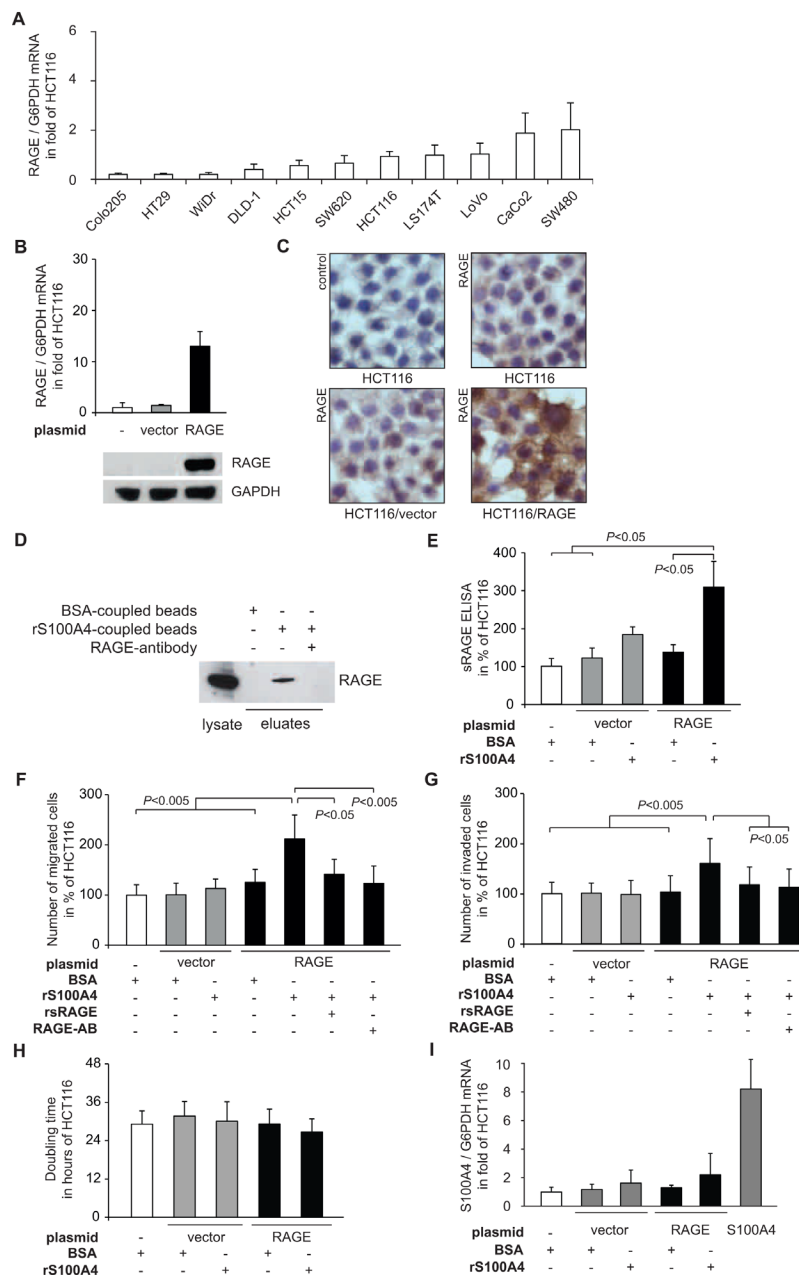 A
RAGE / G6PDH mRNA
in fold of HCT116
6
4
2
0
Colo205
HT29
WiDr
DLD-1
HCT15
SW620
HCT116
LS174T
LoVo
CaCo2
SW480
B
RAGE / G6PDH mRNA
in fold of HCT116
30
20
10
0
plasmid - vector RAGE
RAGE
GAPDH
C
control
HCT116
RAGE
HCT116
RAGE
HCT116/vector
RAGE
HCT116/RAGE
D
BSA-coupled beads + - -
rS100A4-coupled beads - + +
RAGE-antibody - - +
RAGE
lysate eluates
E
sRAGE ELISA
in % of HCT116
400
300
200
100
0
P<0.05
P<0.05
plasmid - vector RAGE
BSA + + - + -
rS100A4 - - + - +
F
Number of migrated cells
in % of HCT116
300
200
100
0
P<0.005
P<0.05
P<0.005
plasmid - vector RAGE
BSA + + - + - - -
rS100A4 - - + - + + +
rsRAGE - - - - - + -
RAGE-AB - - - - - - +
G
Number of invaded cells
in % of HCT116
300
200
100
0
P<0.005
P<0.05
plasmid - vector RAGE
BSA + + - + - - -
rS100A4 - - + - + + +
rsRAGE - - - - - + -
RAGE-AB - - - - - - +
H
Doubling time
in hours of HCT116
48
36
24
12
0
plasmid - vector RAGE
BSA + + - + -
rS100A4 - - + - +
I
S100A4 / G6PDH mRNA
in fold of HCT116
10
8
6
4
2
0
plasmid - vector RAGE S100A4
BSA + + - + -
rS100A4 - - + - +